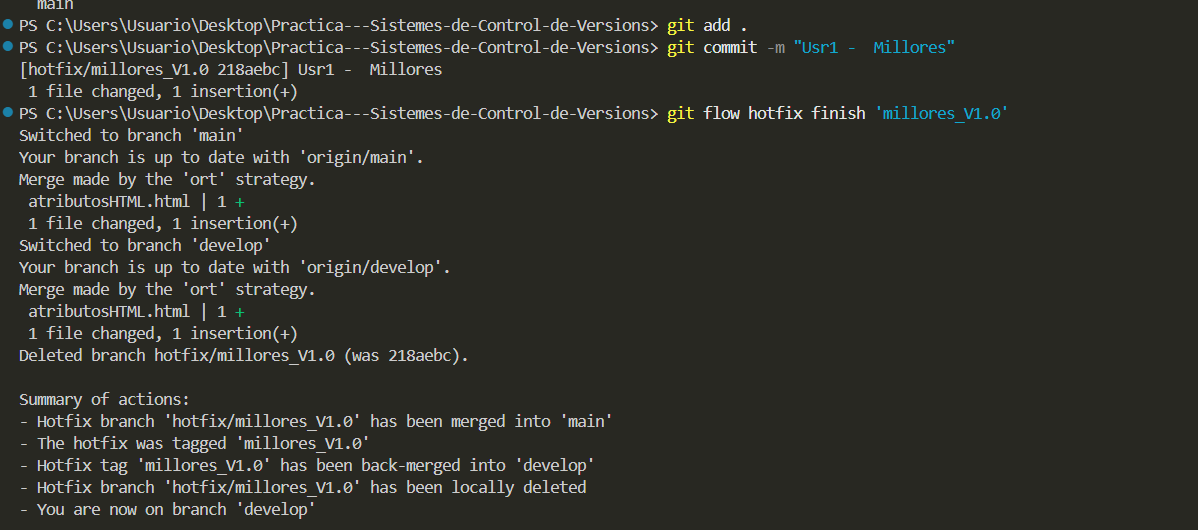 main
PS C:\Users\Usuario\Desktop\Practica---Sistemes-de-Control-de-Versions> git add .
PS C:\Users\Usuario\Desktop\Practica---Sistemes-de-Control-de-Versions> git commit -m "Usr1 -  Millores"
[hotfix/millores_V1.0 218aebc] Usr1 -  Millores
 1 file changed, 1 insertion(+)
PS C:\Users\Usuario\Desktop\Practica---Sistemes-de-Control-de-Versions> git flow hotfix finish 'millores_V1.0'
Switched to branch 'main'
Your branch is up to date with 'origin/main'.
Merge made by the 'ort' strategy.
 atributosHTML.html | 1 +
 1 file changed, 1 insertion(+)
Switched to branch 'develop'
Your branch is up to date with 'origin/develop'.
Merge made by the 'ort' strategy.
 atributosHTML.html | 1 +
 1 file changed, 1 insertion(+)
Deleted branch hotfix/millores_V1.0 (was 218aebc).

Summary of actions:
- Hotfix branch 'hotfix/millores_V1.0' has been merged into 'main'
- The hotfix was tagged 'millores_V1.0'
- Hotfix tag 'millores_V1.0' has been back-merged into 'develop'
- Hotfix branch 'hotfix/millores_V1.0' has been locally deleted
- You are now on branch 'develop'